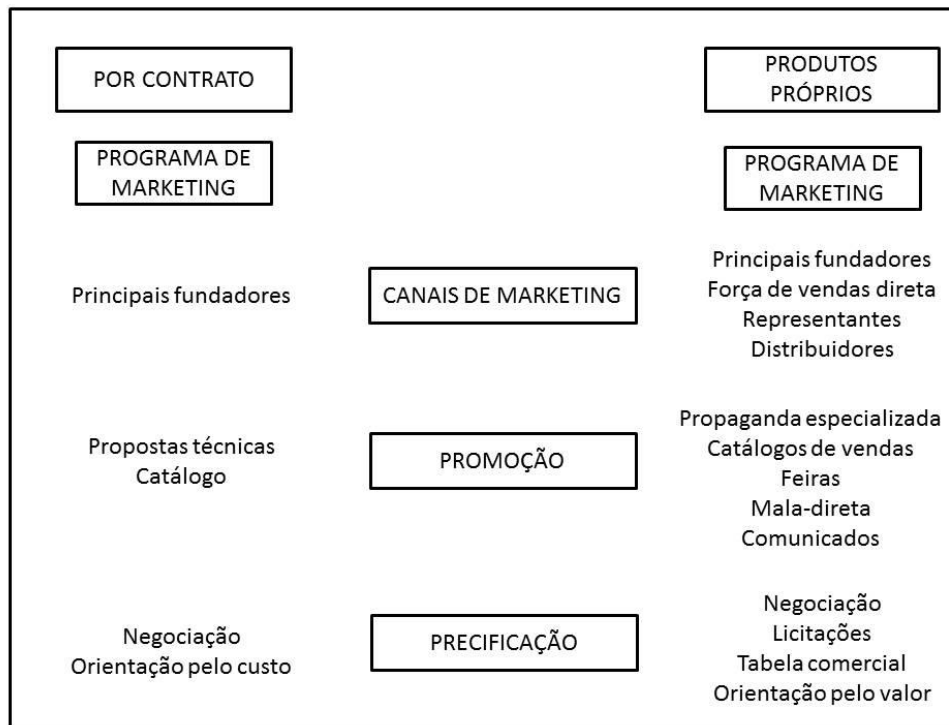 POR CONTRATO
PRODUTOS
PRÓPRIOS
PROGRAMA DE
MARKETING
PROGRAMA DE
MARKETING
Principais fundadores
CANAIS DE MARKETING
Principais fundadores
Força de vendas direta
Representantes
Distribuidores
Propostas técnicas
Catálogo
PROMOÇÃO
Propaganda especializada
Catálogos de vendas
Feiras
Mala-direta
Comunicados
Negociação
Orientação pelo custo
PRECIFICAÇÃO
Negociação
Licitações
Tabela comercial
Orientação pelo valor